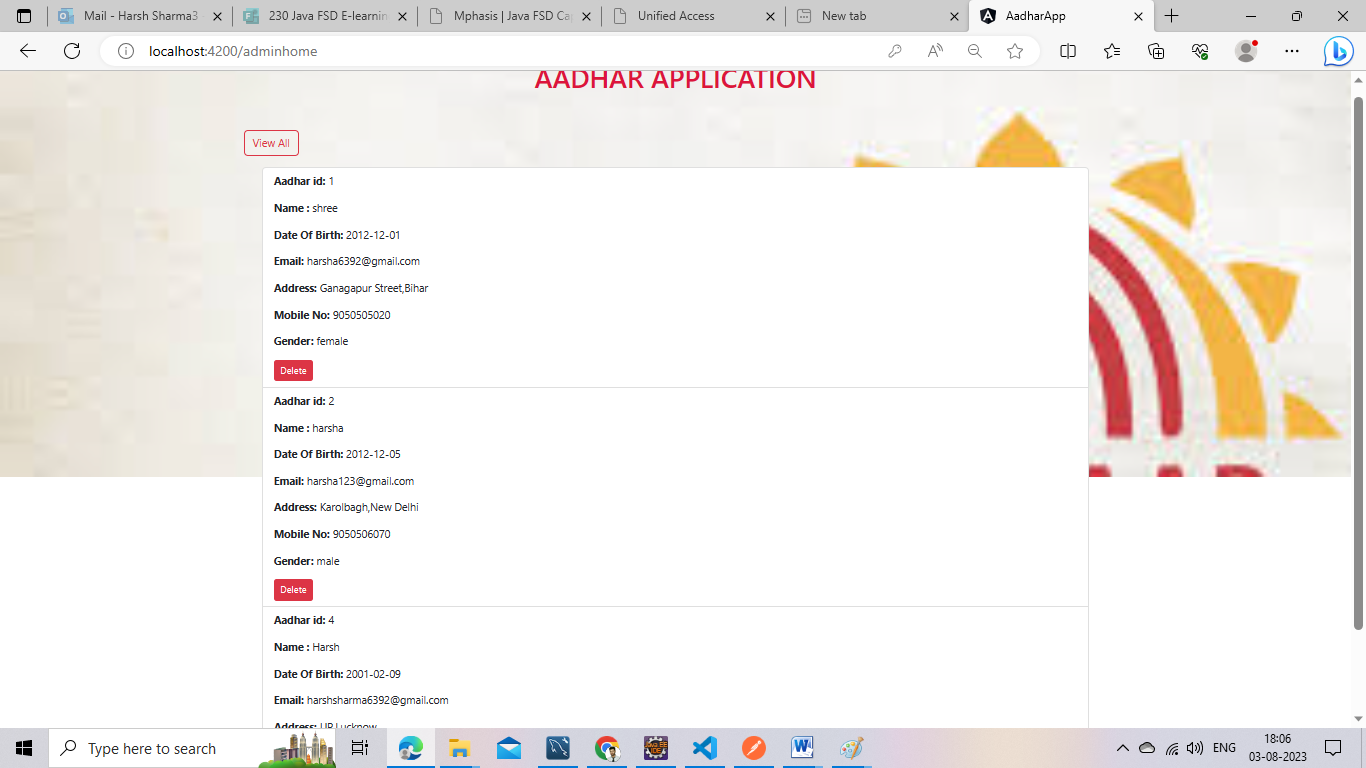 Mail - Harsh Sharma3
230 Java FSD E-learnin
Mphasis | Java FSD Ca
Unified Access
New tab
AadharApp
localhost:4200/adminhome
AADHAR APPLICATION
View All
Aadhar id: 1
Name : shree
Date Of Birth: 2012-12-01
Email: harsha6392@gmail.com
Address: Ganagapur Street,Bihar
Mobile No: 9050505020
Gender: female
Delete
Aadhar id: 2
Name : harsha
Date Of Birth: 2012-12-05
Email: harsha123@gmail.com
Address: Karolbagh,New Delhi
Mobile No: 9050506070
Gender: male
Delete
Aadhar id: 4
Name : Harsh
Date Of Birth: 2001-02-09
Email: harshsharma6392@gmail.com
Address: UP,Lucknow
Type here to search
ENG
18:06
03-08-2023